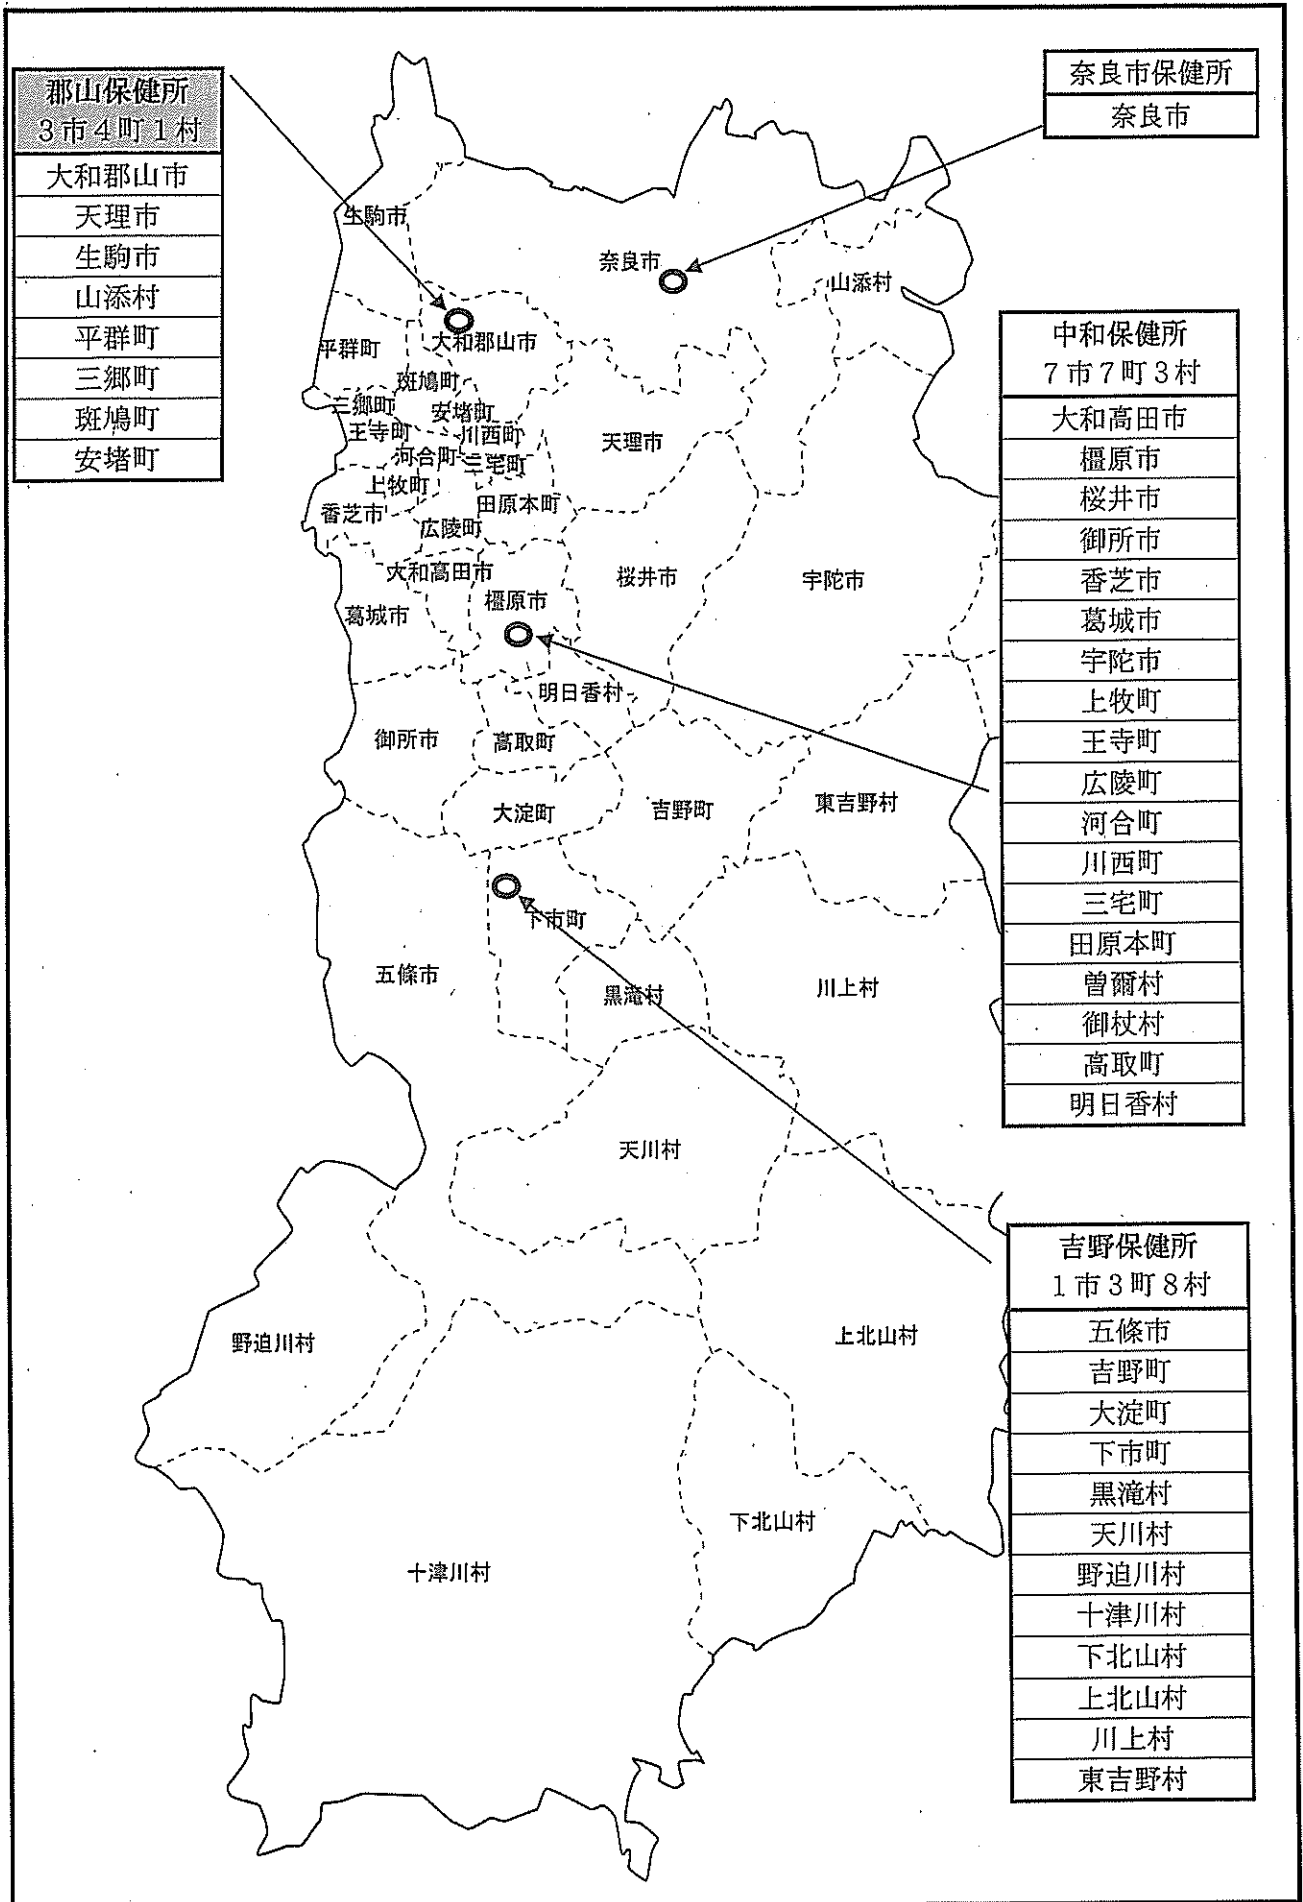 郡山保健所
3市4町1村
大和郡山市
天理市
生駒市
山添村
平群町
三郷町
斑鳩町
安堵町
奈良市保健所
奈良市
中和保健所
7市7町3村
大和高田市
橿原市
桜井市
御所市
香芝市
葛城市
宇陀市
上牧町
王寺町
広陵町
河合町
川西町
三宅町
田原本町
曽爾村
御杖村
高取町
明日香村
吉野保健所
1市3町8村
五條市
吉野町
大淀町
下市町
黒滝村
天川村
野迫川村
十津川村
下北山村
上北山村
川上村
東吉野村
生駒市
奈良市
山添村
平群町
大和郡山市
斑鳩町
三郷町
安堵町
王寺町
川西町
天理市
河合町
三宅町
上牧町
香芝市
田原本町
広陵町
大和高田市
桜井市
宇陀市
葛城市
橿原市
明日香村
御所市
高取町
大淀町
吉野町
東吉野村
下市町
五條市
黒滝村
川上村
天川村
野迫川村
上北山村
下北山村
十津川村